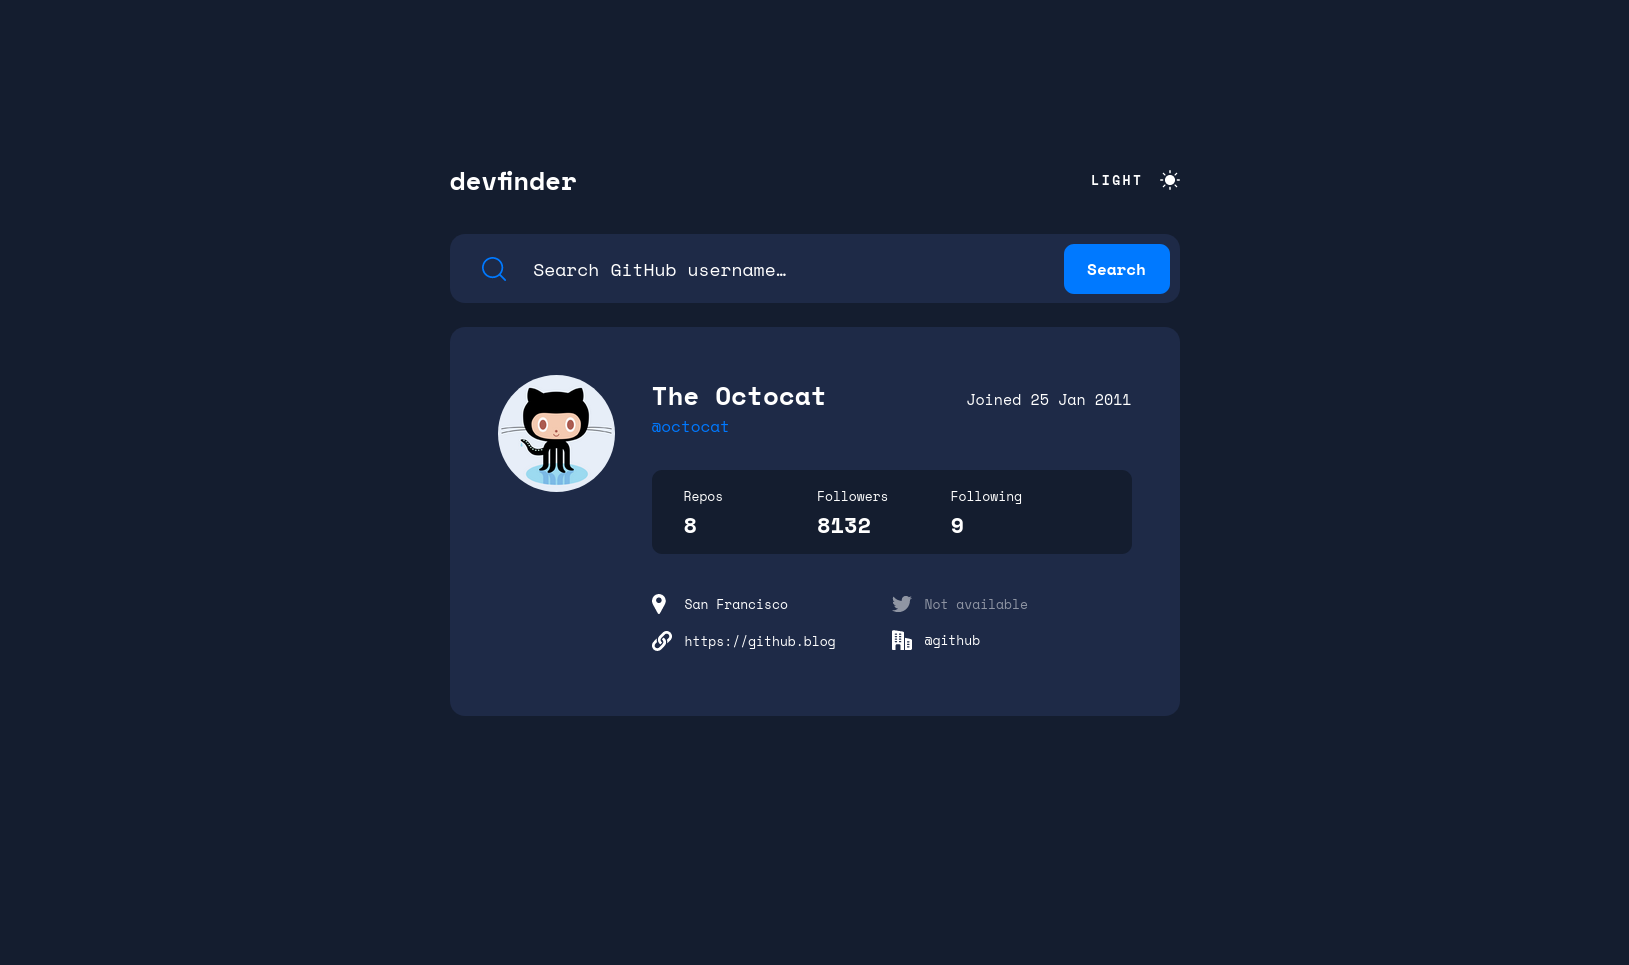 devfinder
LIGHT
Search GitHub username…
Search
The Octocat
Joined 25 Jan 2011
@octocat
Repos
Followers
Following
8
8132
9
San Francisco
Not available
https://github.blog
@github